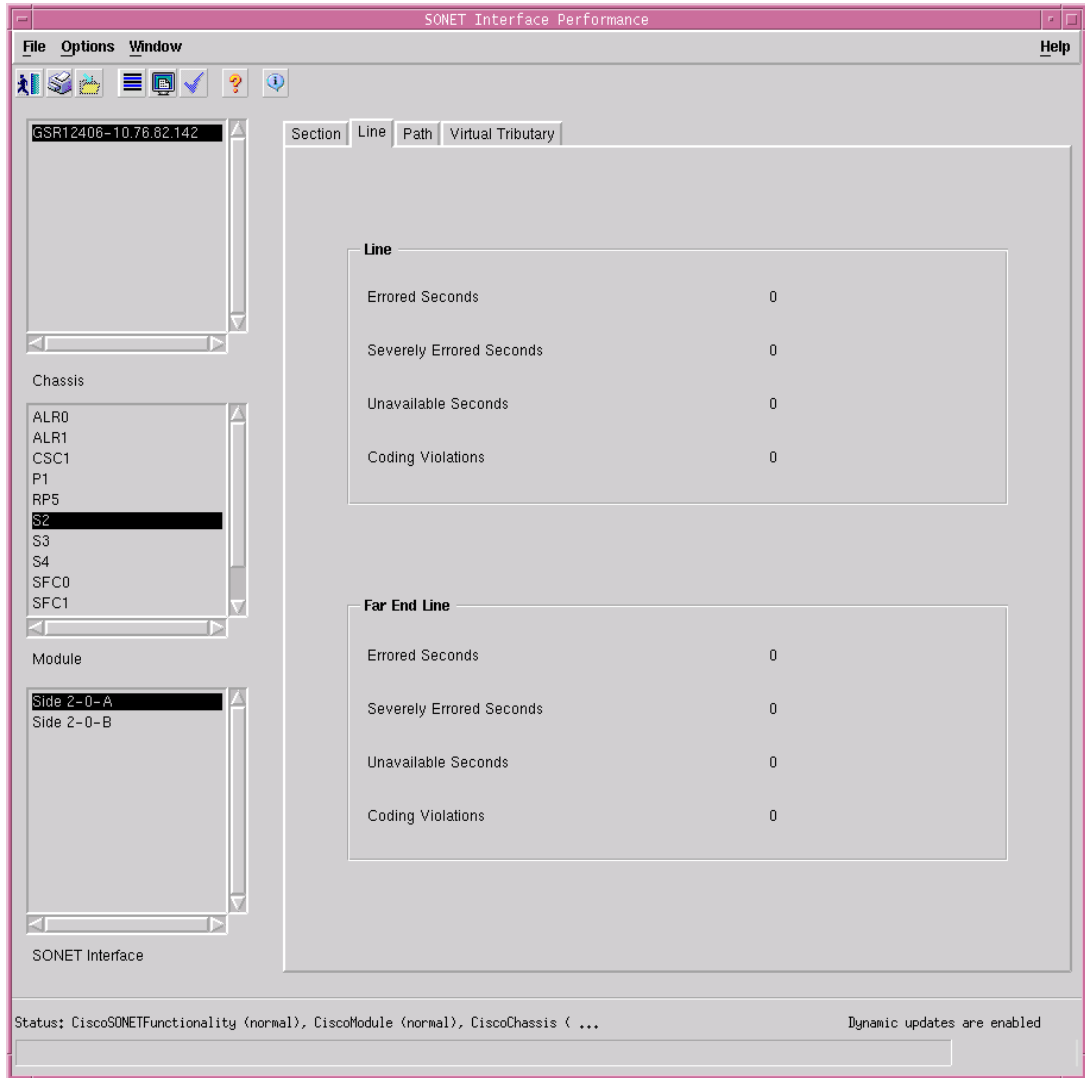 SONET Interface Performance
File Options Window Help
GSR12406-10.76.82.142
Chassis
ALR0
ALR1
CSC1
P1
RP5
S2
S3
S4
SFC0
SFC1
Module
Side 2-0-A
Side 2-0-B
SONET Interface
Section Line Path Virtual Tributary
Line
Errored Seconds 0
Severely Errored Seconds 0
Unavailable Seconds 0
Coding Violations 0
Far End Line
Errored Seconds 0
Severely Errored Seconds 0
Unavailable Seconds 0
Coding Violations 0
Status: CiscoSONETFunctionality (normal), CiscoModule (normal), CiscoChassis ( ... Dynamic updates are enabled